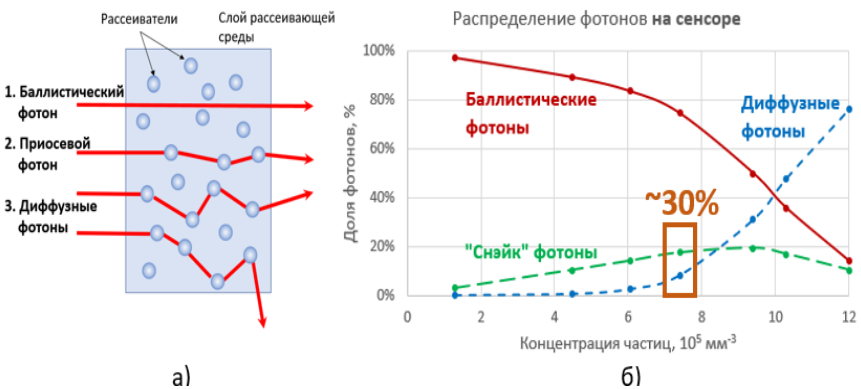 Рассеиватели
Слой рассеивающей
среды
1. Баллистический
фотон
2. Приосевой
фотон
3. Диффузные
фотоны
а)
Распределение фотонов на сенсоре
Доля фотонов, %
100%
80%
60%
40%
20%
0%
Баллистические
фотоны
Диффузные
фотоны
~30%
"Снэйк" фотоны
0 2 4 6 8 10 12
Концентрация частиц, 10⁵ мм⁻³
б)